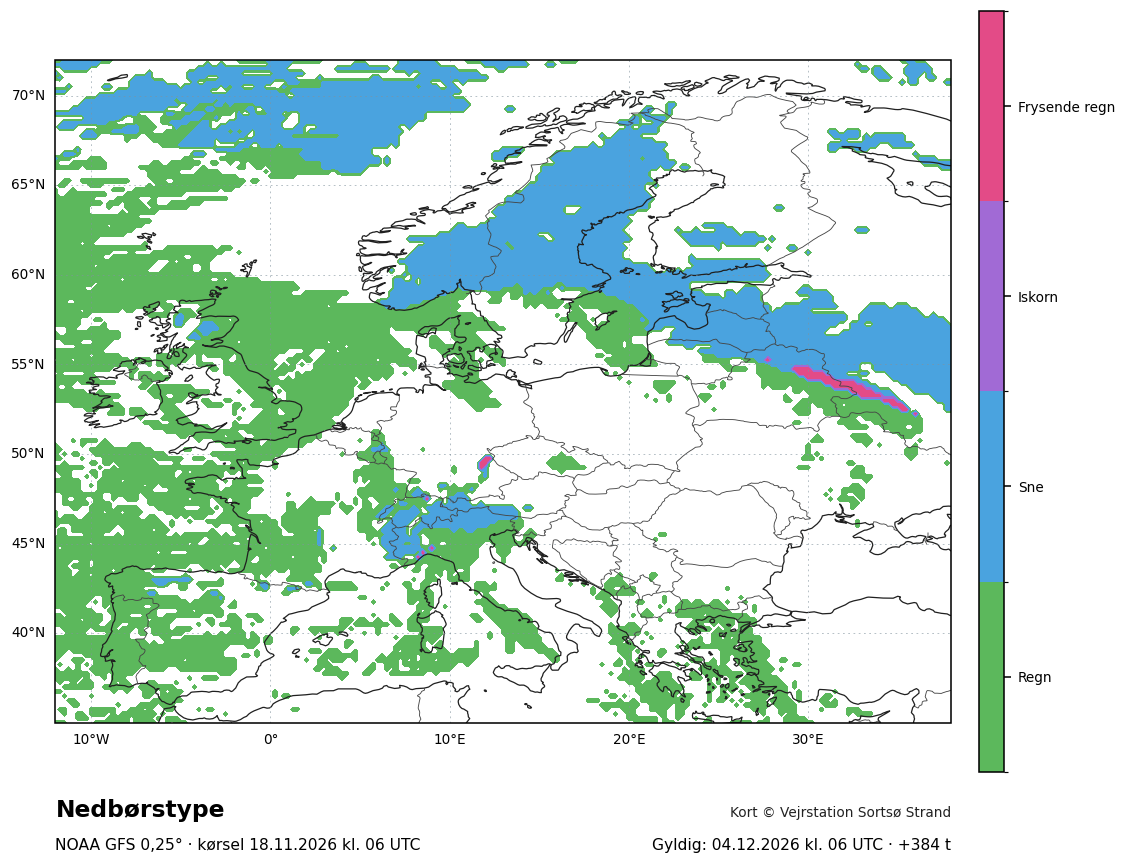 70°N
65°N
60°N
55°N
50°N
45°N
40°N
10°W
0°
10°E
20°E
30°E
Frysende regn
Iskorn
Sne
Regn
Nedbørstype
Kort © Vejrstation Sortsø Strand
NOAA GFS 0,25° · kørsel 18.11.2026 kl. 06 UTC
Gyldig: 04.12.2026 kl. 06 UTC · +384 t